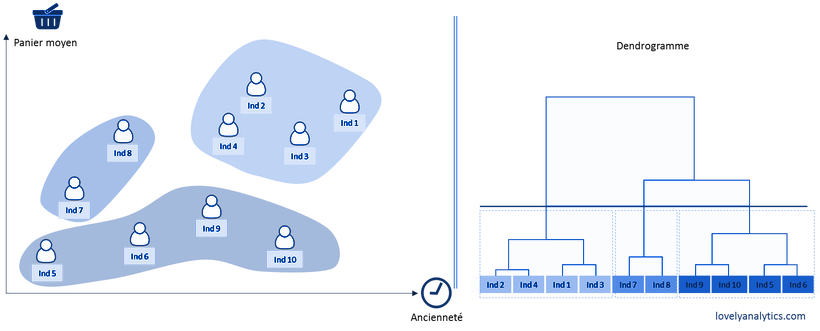 Panier moyen
Ind 2
Ind 1
Ind 4
Ind 3
Ind 8
Ind 7
Ind 9
Ind 6
Ind 10
Ind 5
Ancienneté
Dendrogramme
Ind 2 Ind 4 Ind 1 Ind 3 Ind 7 Ind 8 Ind 9 Ind 10 Ind 5 Ind 6
lovelyanalytics.com